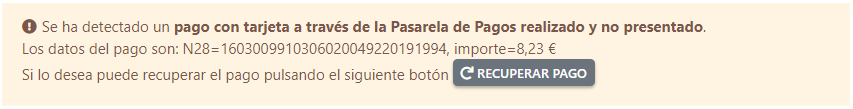 Se ha detectado un pago con tarjeta a través de la Pasarela de Pagos realizado y no presentado.
Los datos del pago son: N28=1603009910306020049220191994, importe=8,23 €
Si lo desea puede recuperar el pago pulsando el siguiente botón RECUPERAR PAGO